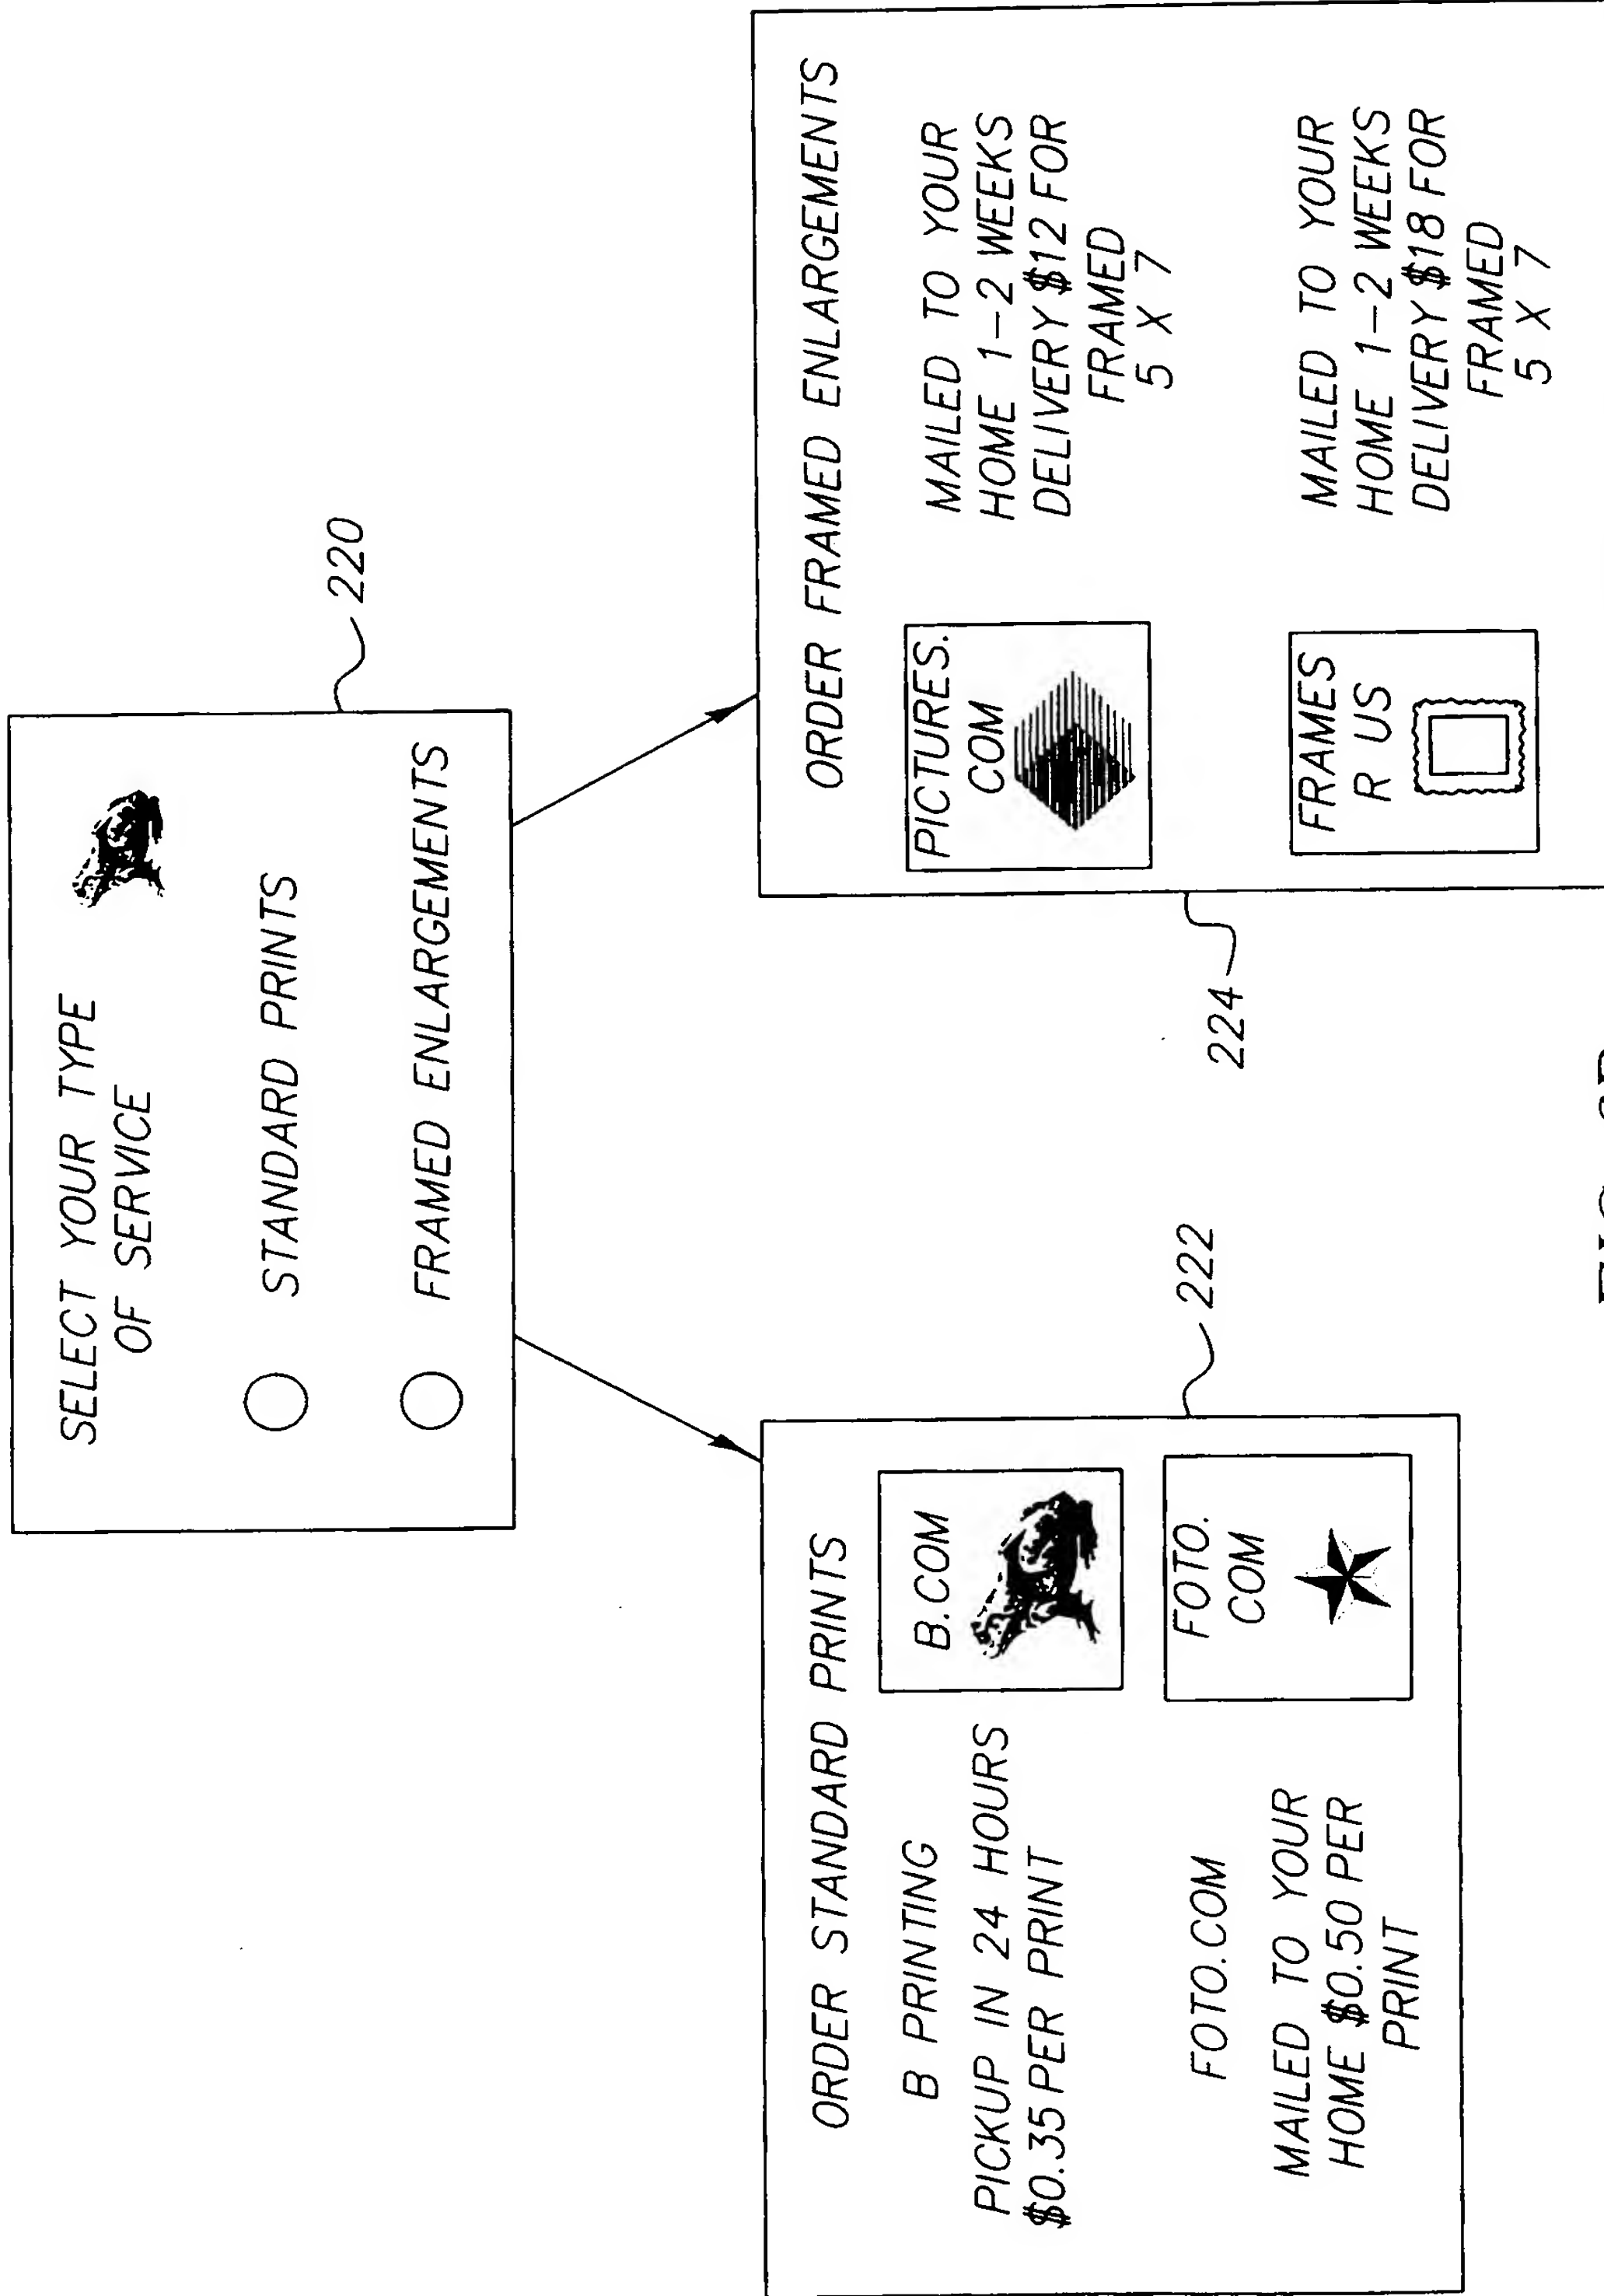 SELECT YOUR TYPE
OF SERVICE
STANDARD PRINTS
FRAMED ENLARGEMENTS
220
ORDER STANDARD PRINTS
B PRINTING
PICKUP IN 24 HOURS
$0.35 PER PRINT
B.COM
FOTO.COM
MAILED TO YOUR
HOME $0.50 PER
PRINT
FOTO.
COM
222
ORDER FRAMED ENLARGEMENTS
PICTURES.
COM
MAILED TO YOUR
HOME 1-2 WEEKS
DELIVERY $12 FOR
FRAMED
5 X 7
FRAMES
R US
MAILED TO YOUR
HOME 1-2 WEEKS
DELIVERY $18 FOR
FRAMED
5 X 7
224